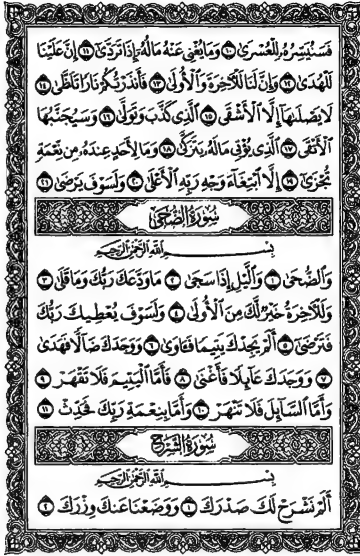 فَسَنُيَسِّرُهُۥ لِلْعُسْرَىٰ ١٠ وَمَا يُغْنِى عَنْهُ مَالُهُۥٓ إِذَا تَرَدَّىٰٓ ١١ إِنَّ عَلَيْنَا
لَلْهُدَىٰ ١٢ وَإِنَّ لَنَا لَلْءَاخِرَةَ وَٱلْأُولَىٰ ١٣ فَأَنذَرْتُكُمْ نَارًا تَلَظَّىٰ ١٤
لَا يَصْلَىٰهَآ إِلَّا ٱلْأَشْقَى ١٥ ٱلَّذِى كَذَّبَ وَتَوَلَّىٰ ١٦ وَسَيُجَنَّبُهَا
ٱلْأَتْقَى ١٧ ٱلَّذِى يُؤْتِى مَالَهُۥ يَتَزَكَّىٰ ١٨ وَمَا لِأَحَدٍ عِندَهُۥ مِن نِّعْمَةٍ
تُجْزَىٰٓ ١٩ إِلَّا ٱبْتِغَآءَ وَجْهِ رَبِّهِ ٱلْأَعْلَىٰ ٢٠ وَلَسَوْفَ يَرْضَىٰ ٢١
سُورَةُ الضُّحَىٰ
بِسْمِ ٱللَّهِ ٱلرَّحْمَٰنِ ٱلرَّحِيمِ
وَٱلضُّحَىٰ ١ وَٱلَّيْلِ إِذَا سَجَىٰ ٢ مَا وَدَّعَكَ رَبُّكَ وَمَا قَلَىٰ ٣
وَلَلْءَاخِرَةُ خَيْرٌ لَّكَ مِنَ ٱلْأُولَىٰ ٤ وَلَسَوْفَ يُعْطِيكَ رَبُّكَ
فَتَرْضَىٰٓ ٥ أَلَمْ يَجِدْكَ يَتِيمًا فَـَٔاوَىٰ ٦ وَوَجَدَكَ ضَآلًّا فَهَدَىٰ
٧ وَوَجَدَكَ عَآئِلًا فَأَغْنَىٰ ٨ فَأَمَّا ٱلْيَتِيمَ فَلَا تَقْهَرْ ٩
وَأَمَّا ٱلسَّآئِلَ فَلَا تَنْهَرْ ١٠ وَأَمَّا بِنِعْمَةِ رَبِّكَ فَحَدِّثْ ١١
سُورَةُ الشَّرْحِ
بِسْمِ ٱللَّهِ ٱلرَّحْمَٰنِ ٱلرَّحِيمِ
أَلَمْ نَشْرَحْ لَكَ صَدْرَكَ ١ وَوَضَعْنَا عَنكَ وِزْرَكَ ٢